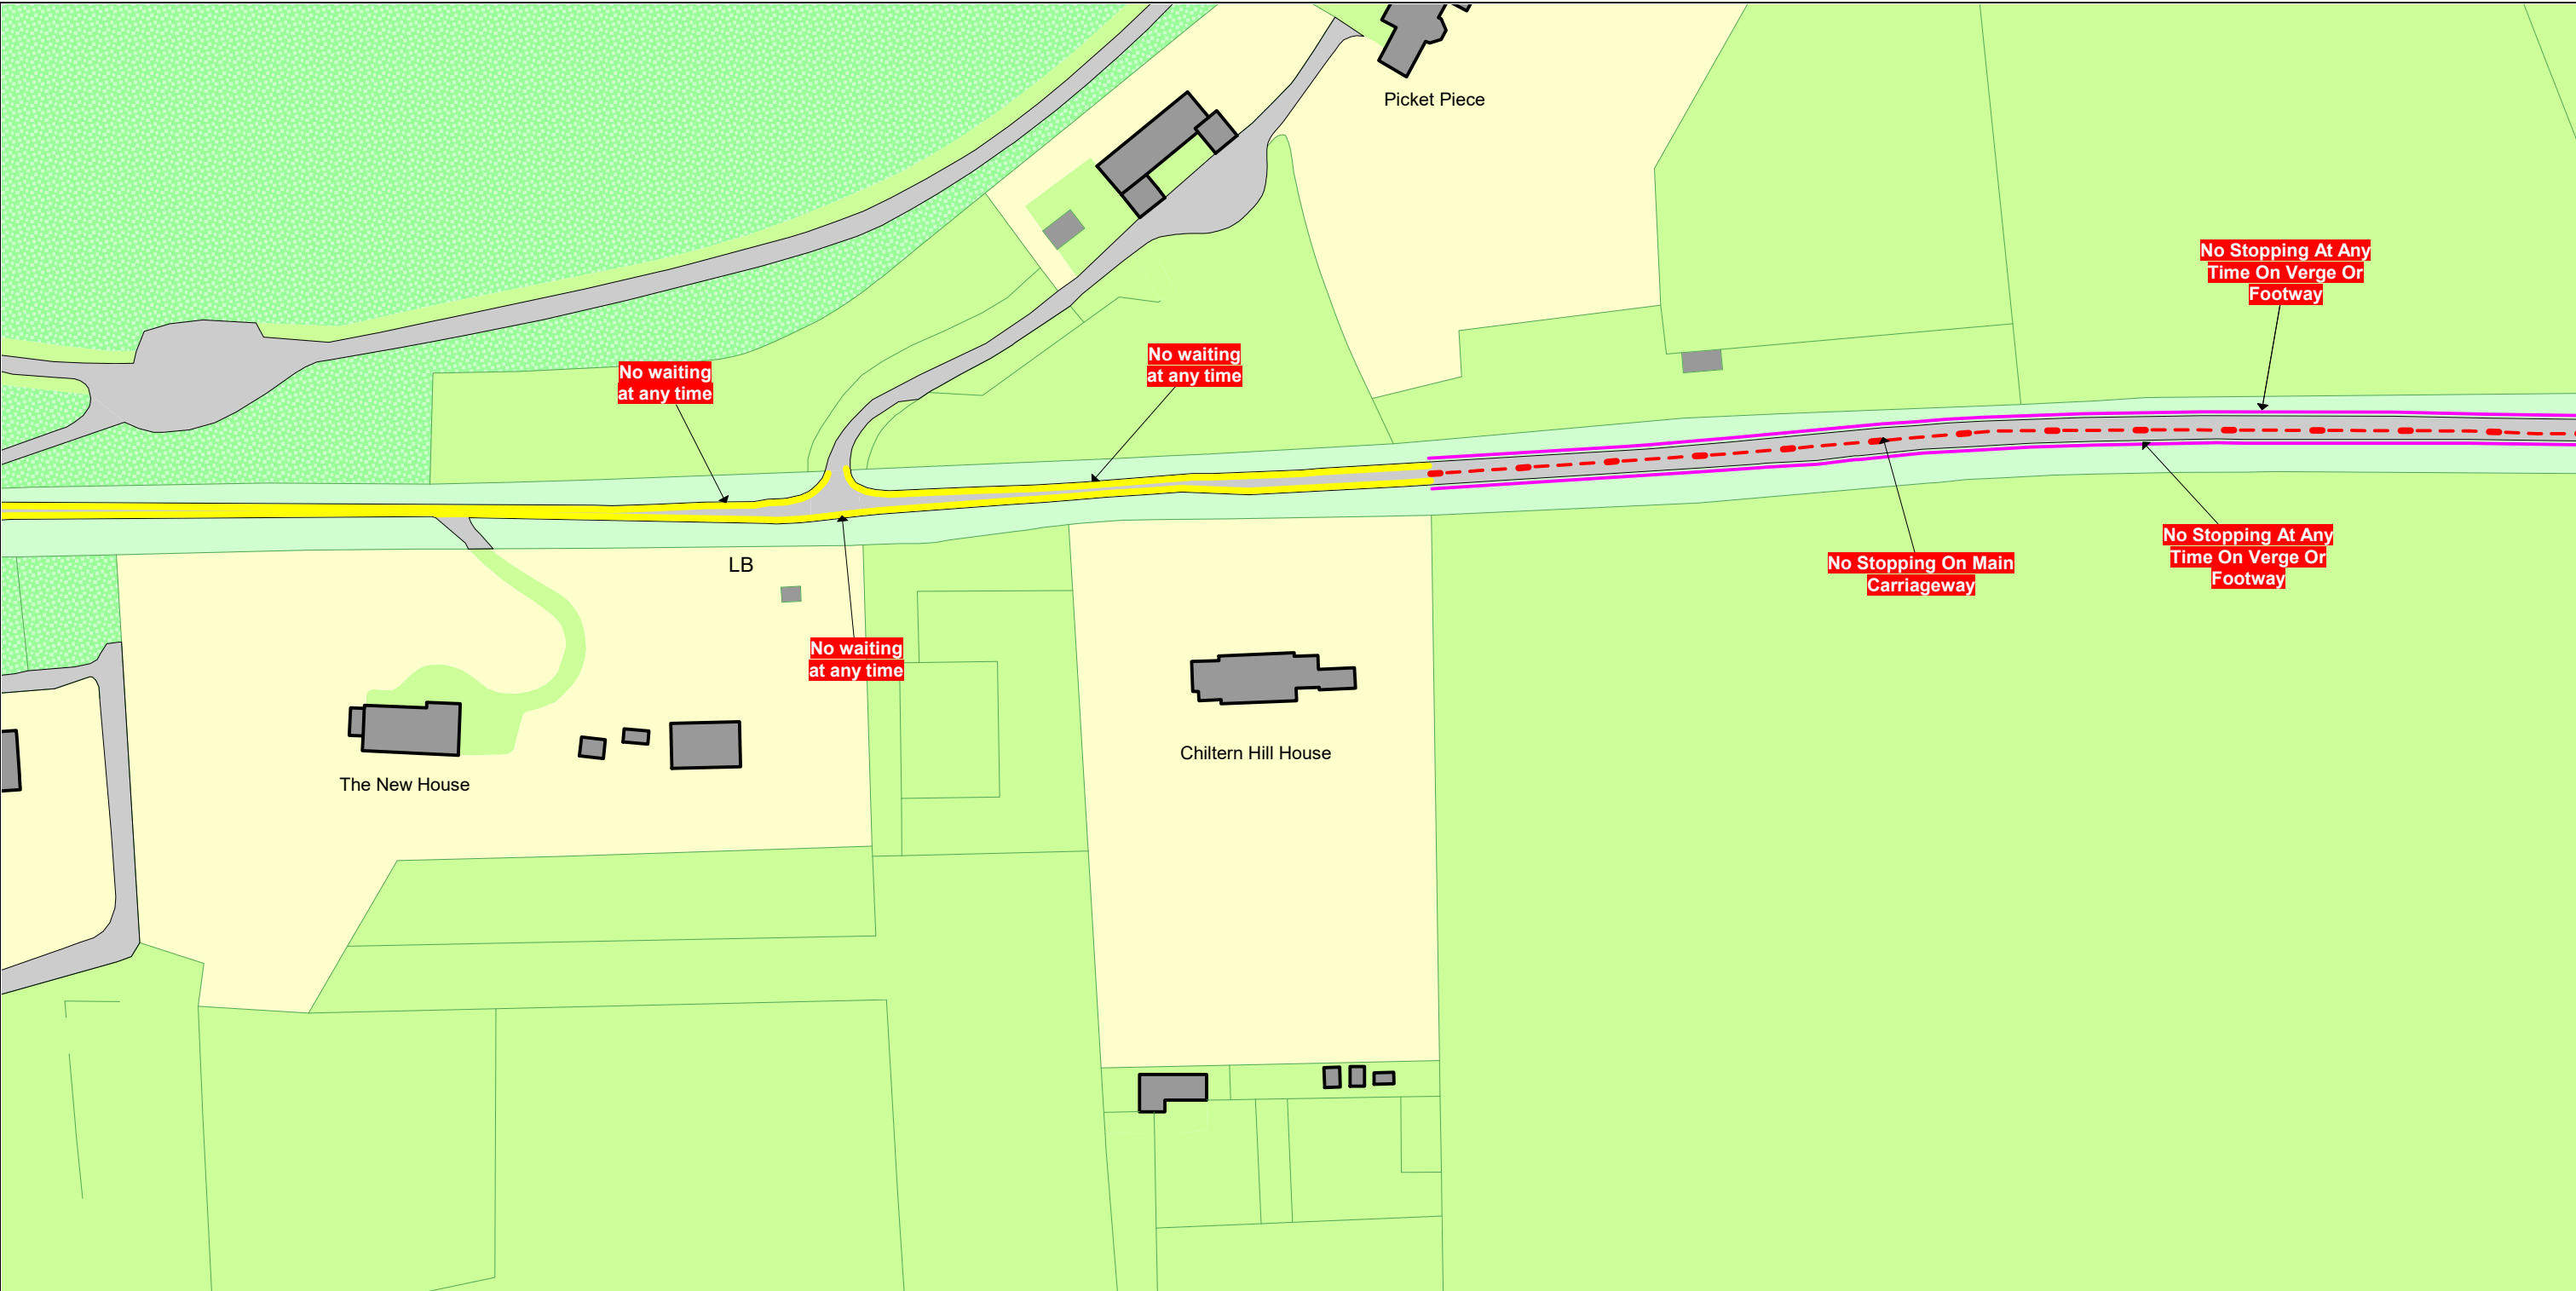 Picket Piece
No Stopping At Any
Time On Verge Or
Footway
No waiting
at any time
No waiting
at any time
No Stopping At Any
Time On Verge Or
Footway
No Stopping On Main
Carriageway
LB
No waiting
at any time
Chiltern Hill House
The New House